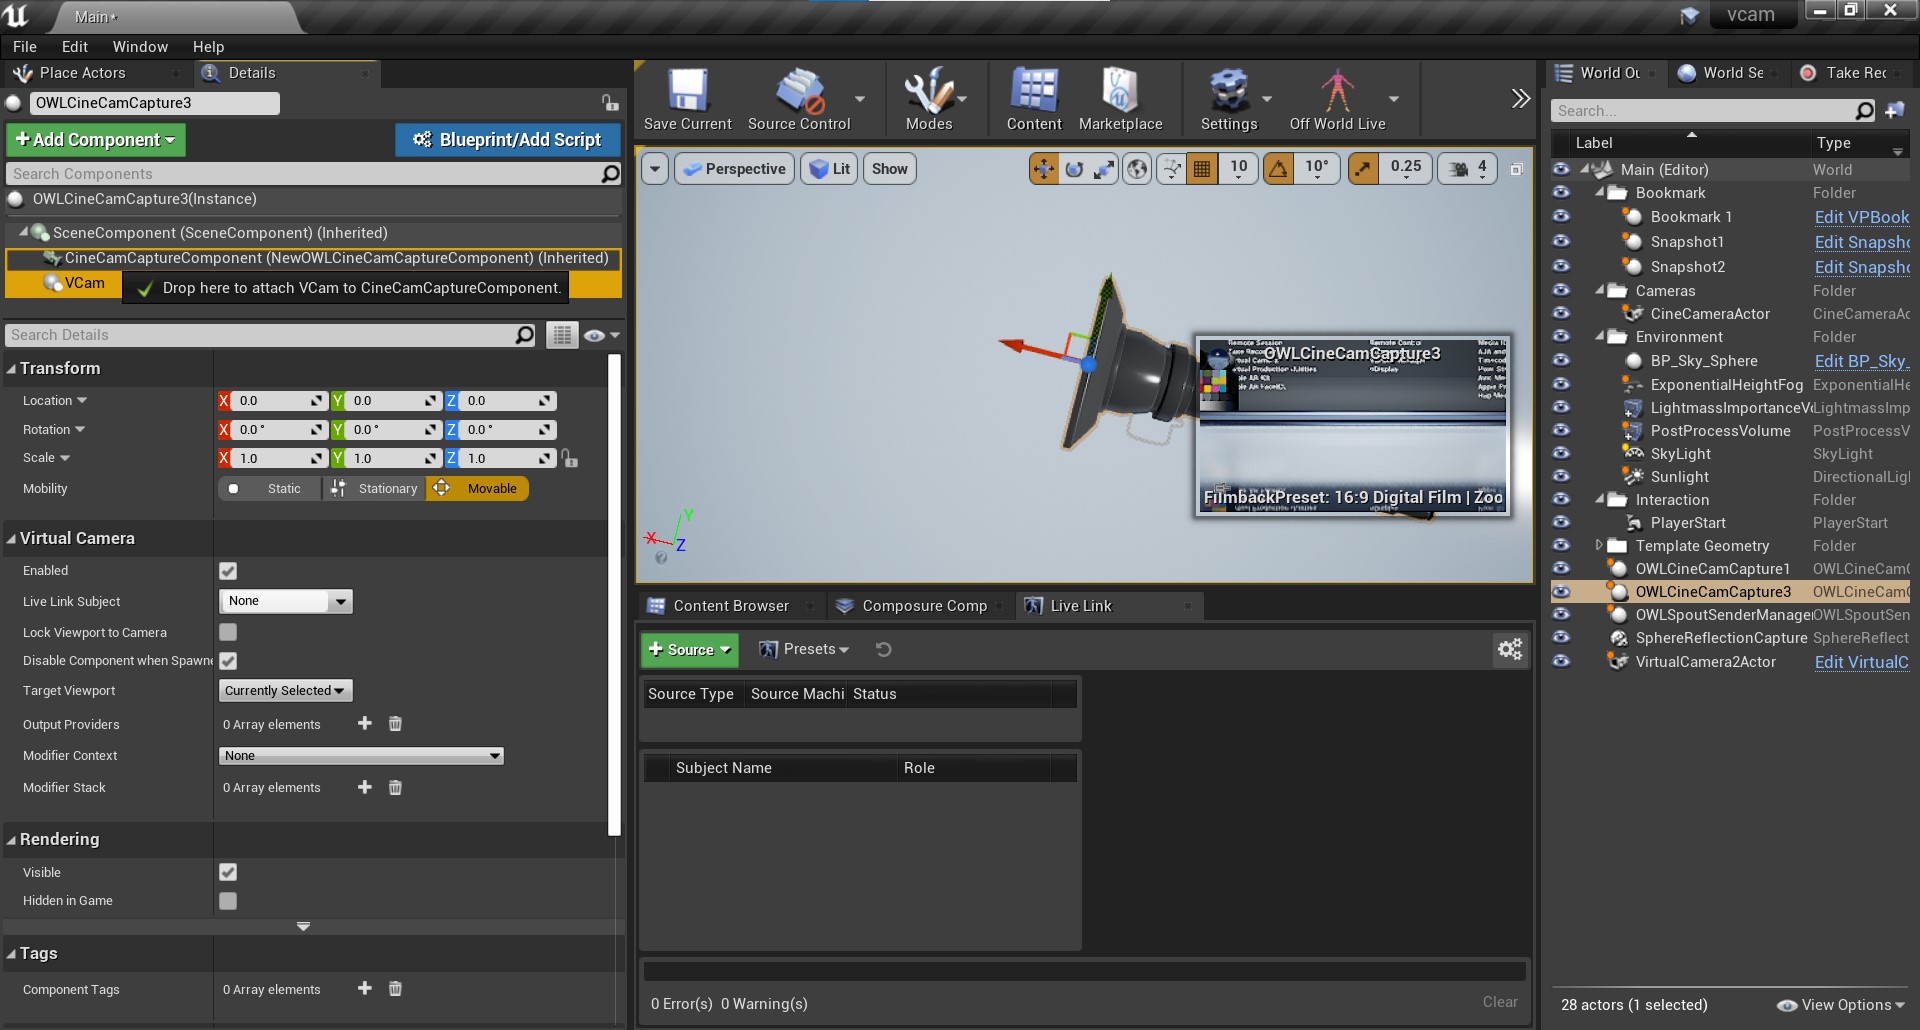 Main*
vcam
File Edit Window Help
Place Actors
Details
OWLCineCamCapture3
+Add Component
Blueprint/Add Script
Search Components
OWLCineCamCapture3(Instance)
SceneComponent (SceneComponent) (Inherited)
CineCamCaptureComponent (NewOWLCineCamCaptureComponent) (Inherited)
VCam
Drop here to attach VCam to CineCamCaptureComponent.
Search Details
Transform
Location X 0.0 Y 0.0 Z 0.0
Rotation X 0.0 ° Y 0.0 ° Z 0.0 °
Scale X 1.0 Y 1.0 Z 1.0
Mobility Static Stationary Movable
Virtual Camera
Enabled
Live Link Subject None
Lock Viewport to Camera
Disable Component when Spawne
Target Viewport Currently Selected
Output Providers 0 Array elements
Modifier Context None
Modifier Stack 0 Array elements
Rendering
Visible
Hidden in Game
Tags
Component Tags 0 Array elements
Save Current Source Control Modes Content Marketplace Settings Off World Live
Perspective Lit Show 10 10° 0.25 4
OWLCineCamCapture3
FilmbackPreset: 16:9 Digital Film | Zoo
X Y Z
Content Browser
Composure Comp
Live Link
+ Source Presets
Source Type Source Machi Status
Subject Name Role
0 Error(s) 0 Warning(s)
Clear
World Ou World Se Take Rec
Search...
Label Type
Main (Editor) World
Bookmark Folder
Bookmark 1 Edit VPBook
Snapshot1 Edit Snapsho
Snapshot2 Edit Snapsho
Cameras Folder
CineCameraActor CineCameraAc
Environment Folder
BP_Sky_Sphere Edit BP_Sky_
ExponentialHeightFog ExponentialHe
LightmassImportanceVo LightmassImp
PostProcessVolume PostProcessV
SkyLight SkyLight
Sunlight DirectionalLigh
Interaction Folder
PlayerStart PlayerStart
Template Geometry Folder
OWLCineCamCapture1 OWLCineCamC
OWLCineCamCapture3 OWLCineCamC
OWLSpoutSenderManager OWLSpoutSen
SphereReflectionCapture SphereReflect
VirtualCamera2Actor Edit VirtualC
28 actors (1 selected)
View Options